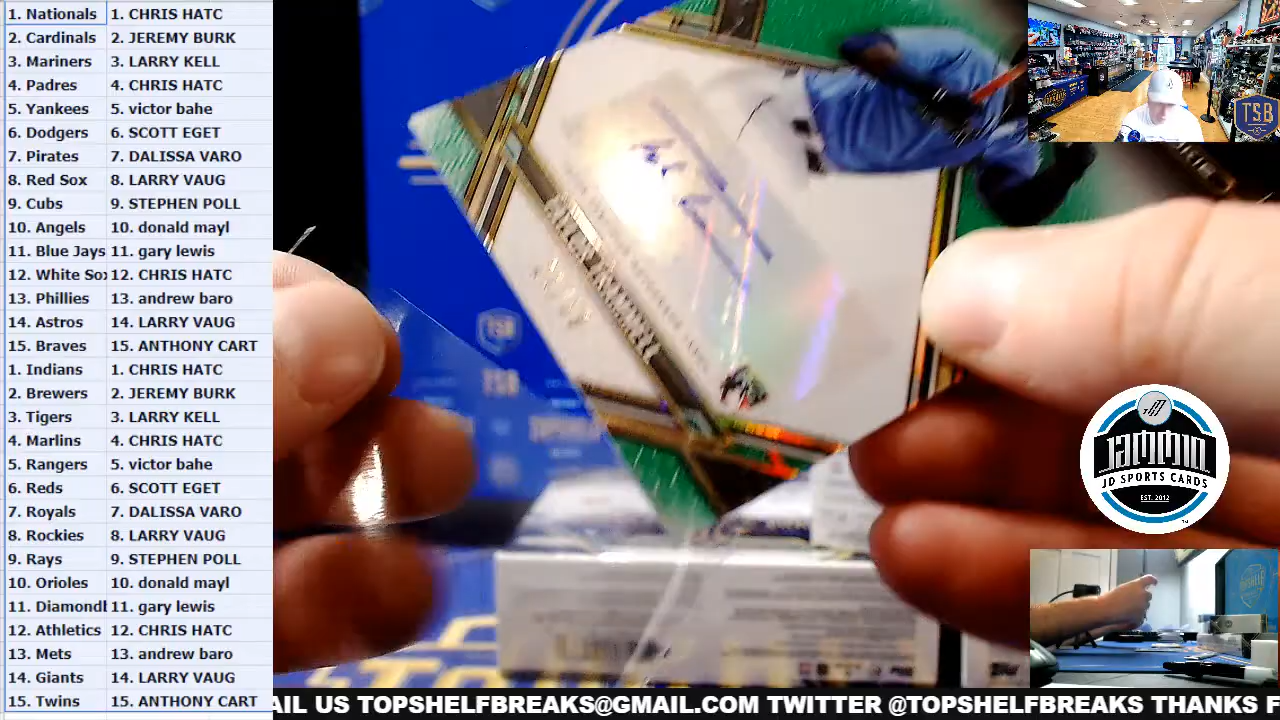 1. Nationals 1. CHRIS HATC
2. Cardinals 2. JEREMY BURK
3. Mariners 3. LARRY KELL
4. Padres 4. CHRIS HATC
5. Yankees 5. victor bahe
6. Dodgers 6. SCOTT EGET
7. Pirates 7. DALISSA VARO
8. Red Sox 8. LARRY VAUG
9. Cubs 9. STEPHEN POLL
10. Angels 10. donald mayl
11. Blue Jays 11. gary lewis
12. White So 12. CHRIS HATC
13. Phillies 13. andrew baro
14. Astros 14. LARRY VAUG
15. Braves 15. ANTHONY CART
1. Indians 1. CHRIS HATC
2. Brewers 2. JEREMY BURK
3. Tigers 3. LARRY KELL
4. Marlins 4. CHRIS HATC
5. Rangers 5. victor bahe
6. Reds 6. SCOTT EGET
7. Royals 7. DALISSA VARO
8. Rockies 8. LARRY VAUG
9. Rays 9. STEPHEN POLL
10. Orioles 10. donald mayl
11. Diamond 11. gary lewis
12. Athletics 12. CHRIS HATC
13. Mets 13. andrew baro
14. Giants 14. LARRY VAUG
15. Twins 15. ANTHONY CART
TSB
TSB
TSB
JAMMIN
JD SPORTS CARDS
EST. 2012
topps
AIL US TOPSHELFBREAKS@GMAIL.COM TWITTER @TOPSHELFBREAKS THANKS F